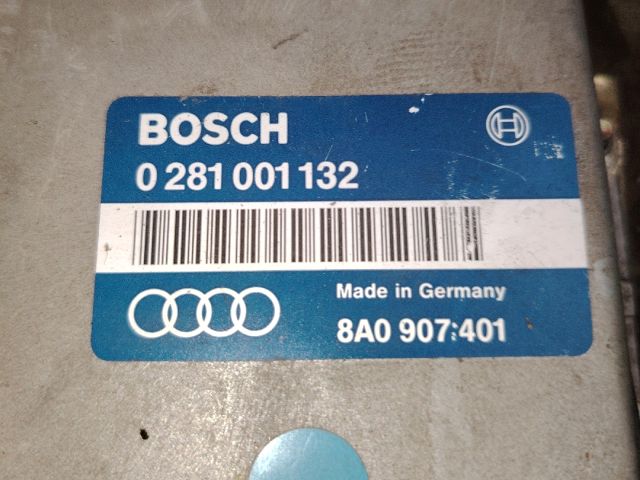 BOSCH
0 281 001 132
Made in Germany
8A0 907 401